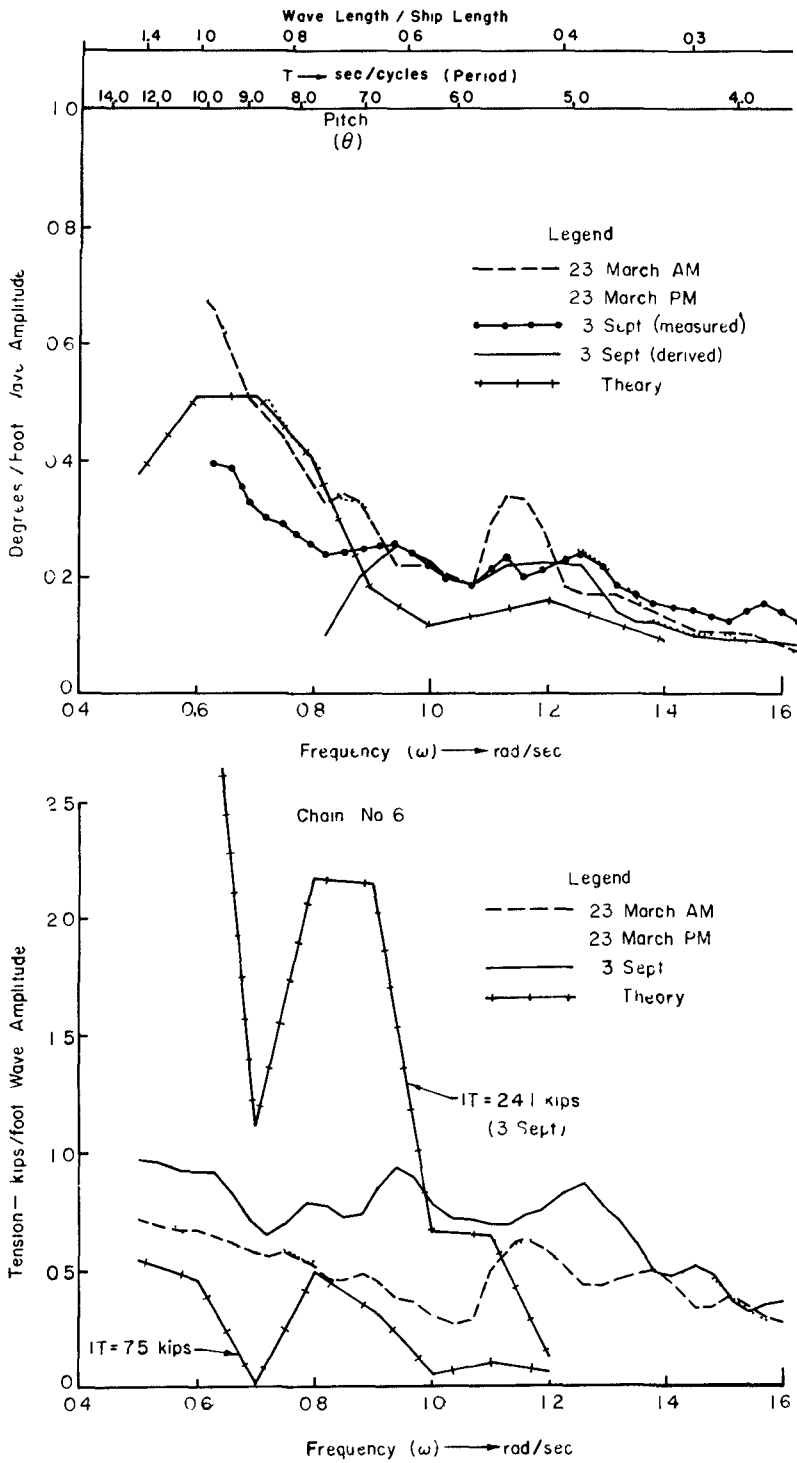 Wave Length / Ship Length
1.4 1.0 0.8 0.6 0.4 0.3
T → sec/cycles (Period)
14.0 12.0 10.0 9.0 8.0 7.0 6.0 5.0 4.0
Pitch
(θ)
1.0
0.8
0.6
0.4
0.2
0
Degrees / Foot Wave Amplitude
Legend
23 March AM
23 March PM
3 Sept (measured)
3 Sept (derived)
Theory
0.4 0.6 0.8 1.0 1.2 1.4 1.6
Frequency (ω) → rad/sec
Chain No 6
2.5
2.0
1.5
1.0
0.5
0
Tension — kips/foot Wave Amplitude
Legend
23 March AM
23 March PM
3 Sept
Theory
IT = 24.1 kips
(3 Sept)
IT = 7.5 kips
0.4 0.6 0.8 1.0 1.2 1.4 1.6
Frequency (ω) → rad/sec